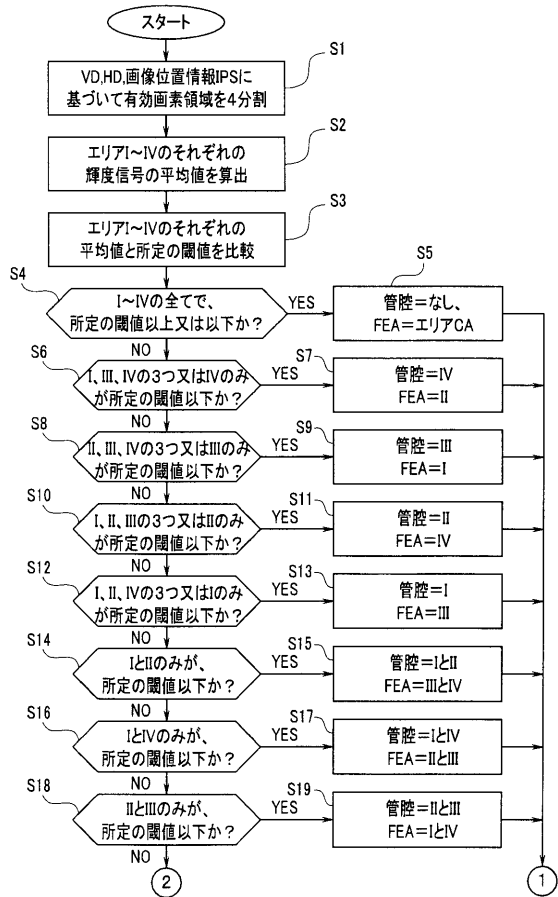 スタート
S1
VD,HD,画像位置情報IPSに
基づいて有効画素領域を4分割
S2
エリアI~IVのそれぞれの
輝度信号の平均値を算出
S3
エリアI~IVのそれぞれの
平均値と所定の閾値を比較
S4
I~IVの全てで、
所定の閾値以上又は以下か?
YES
NO
S5
管腔=なし、
FEA=エリアCA
S6
I、III、IVの3つ又はIVのみ
が所定の閾値以下か?
YES
NO
S7
管腔=IV
FEA=II
S8
II、III、IVの3つ又はIIIのみ
が所定の閾値以下か?
YES
NO
S9
管腔=III
FEA=I
S10
I、II、IIIの3つ又はIIのみ
が所定の閾値以下か?
YES
NO
S11
管腔=II
FEA=IV
S12
I、II、IVの3つ又はIのみ
が所定の閾値以下か?
YES
NO
S13
管腔=I
FEA=III
S14
IとIIのみが、
所定の閾値以下か?
YES
NO
S15
管腔=IとII
FEA=IIIとIV
S16
IとIVのみが、
所定の閾値以下か?
YES
NO
S17
管腔=IとIV
FEA=IIとIII
S18
IIとIIIのみが、
所定の閾値以下か?
YES
NO
S19
管腔=IIとIII
FEA=IとIV
2
1